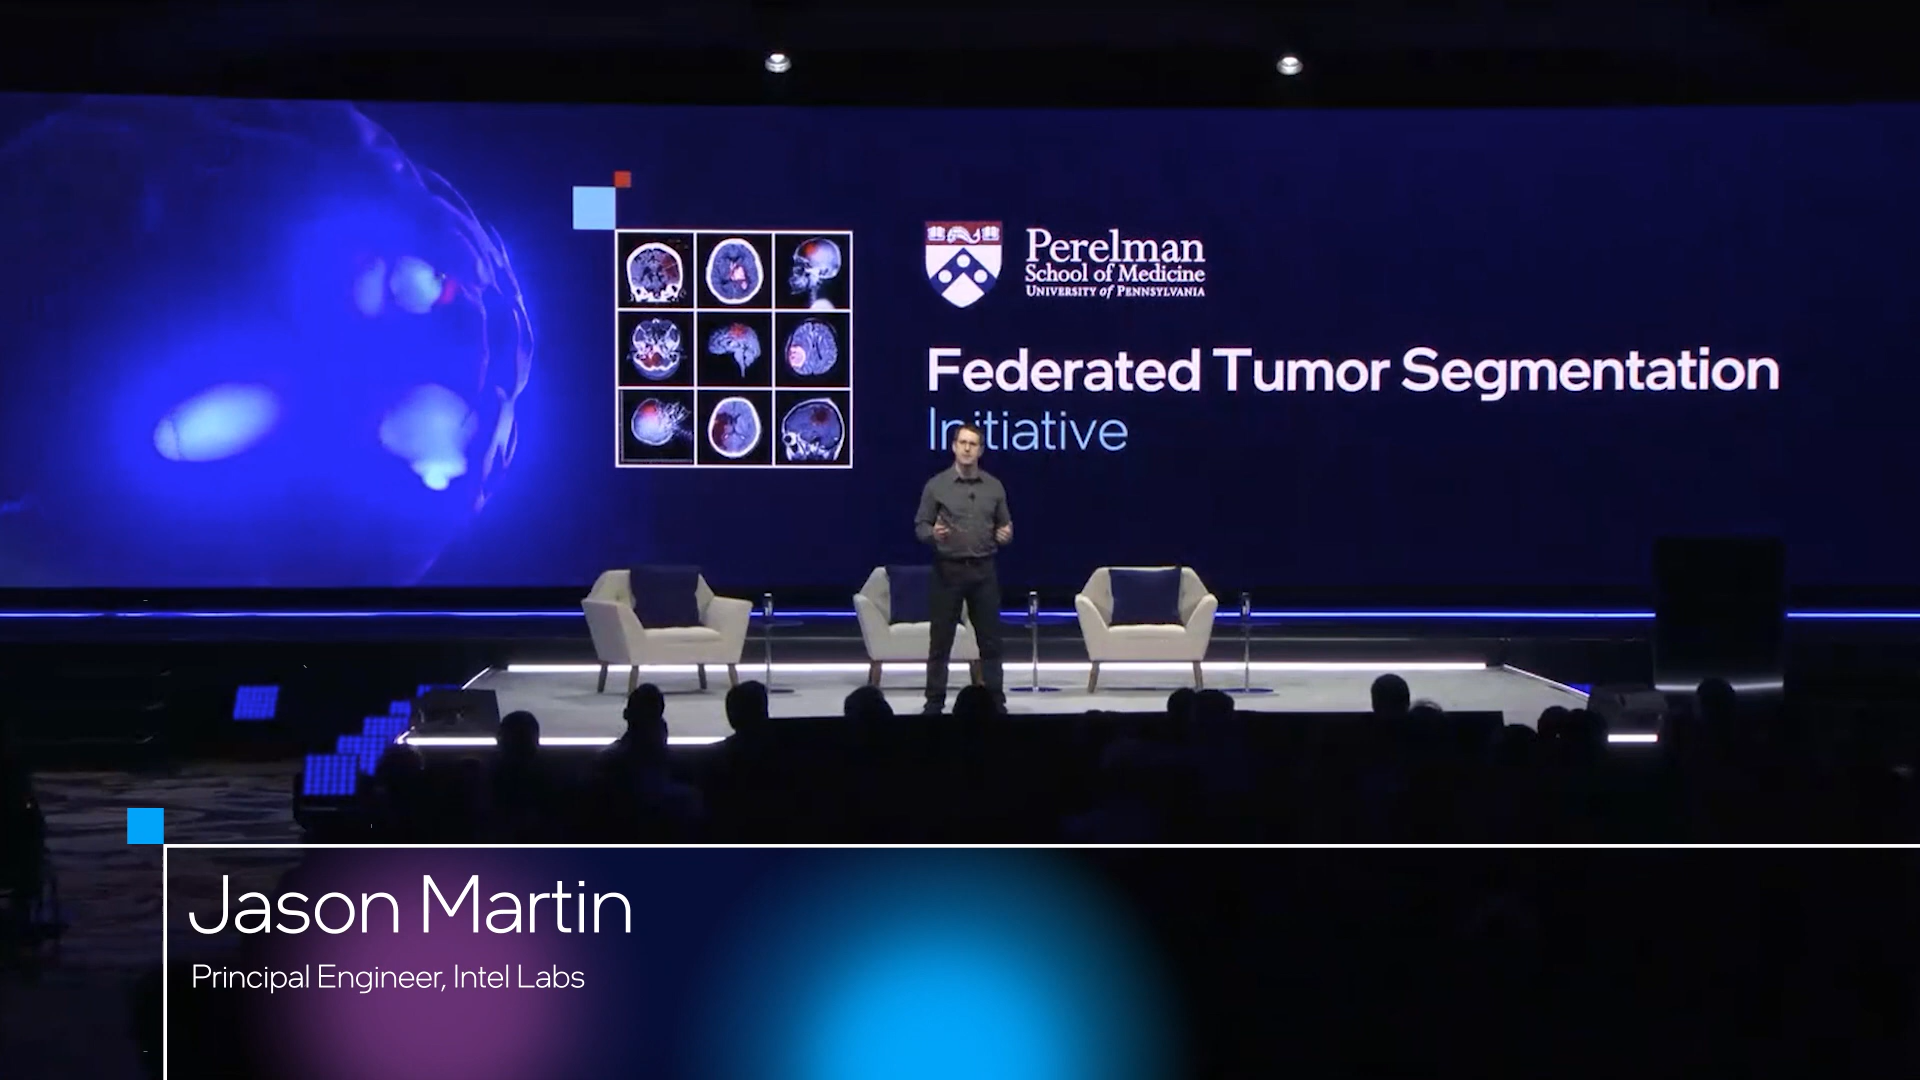 Perelman
School of Medicine
UNIVERSITY of PENNSYLVANIA
Federated Tumor Segmentation
Initiative
Jason Martin
Principal Engineer, Intel Labs